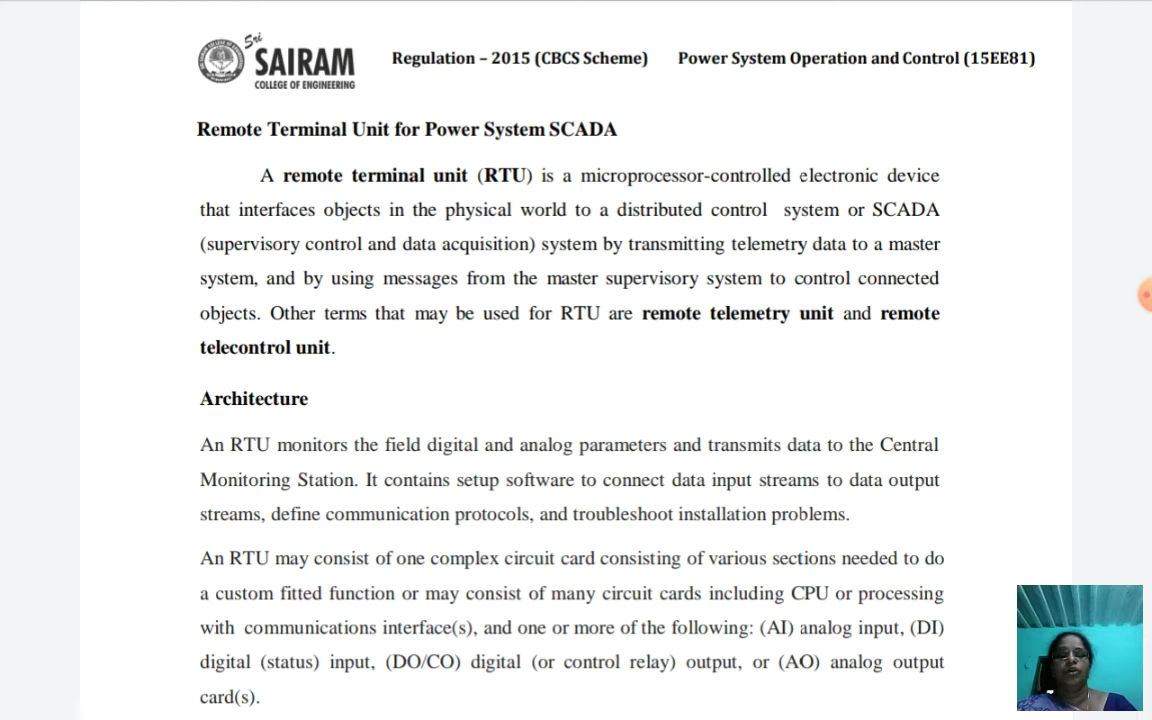 Sri
SAIRAM
COLLEGE OF ENGINEERING
Regulation – 2015 (CBCS Scheme) Power System Operation and Control (15EE81)
Remote Terminal Unit for Power System SCADA
A remote terminal unit (RTU) is a microprocessor-controlled electronic device
that interfaces objects in the physical world to a distributed control system or SCADA
(supervisory control and data acquisition) system by transmitting telemetry data to a master
system, and by using messages from the master supervisory system to control connected
objects. Other terms that may be used for RTU are remote telemetry unit and remote
telecontrol unit.
Architecture
An RTU monitors the field digital and analog parameters and transmits data to the Central
Monitoring Station. It contains setup software to connect data input streams to data output
streams, define communication protocols, and troubleshoot installation problems.
An RTU may consist of one complex circuit card consisting of various sections needed to do
a custom fitted function or may consist of many circuit cards including CPU or processing
with communications interface(s), and one or more of the following: (AI) analog input, (DI)
digital (status) input, (DO/CO) digital (or control relay) output, or (AO) analog output
card(s).